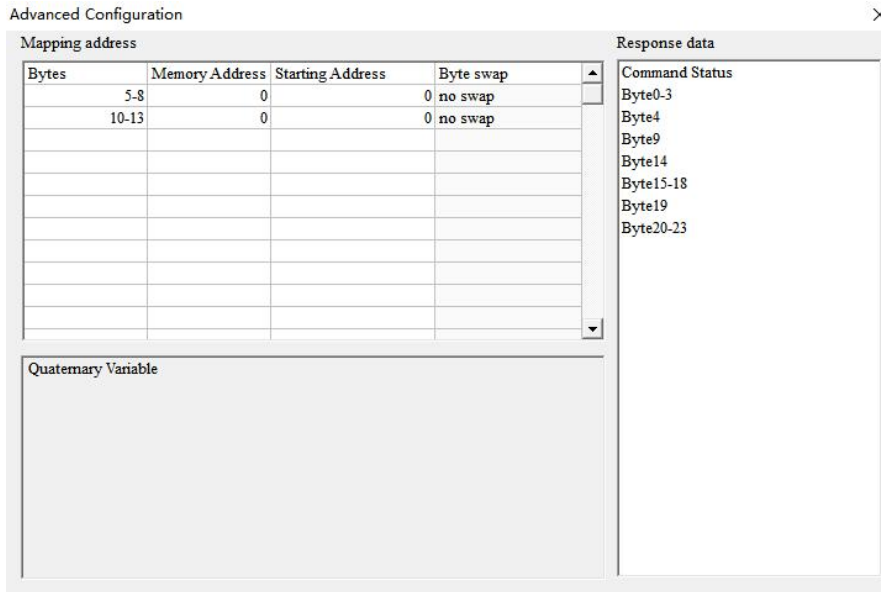 Advanced Configuration
Mapping address
Bytes Memory Address Starting Address Byte swap
5-8 0 0 no swap
10-13 0 0 no swap
Quaternary Variable
Response data
Command Status
Byte0-3
Byte4
Byte9
Byte14
Byte15-18
Byte19
Byte20-23